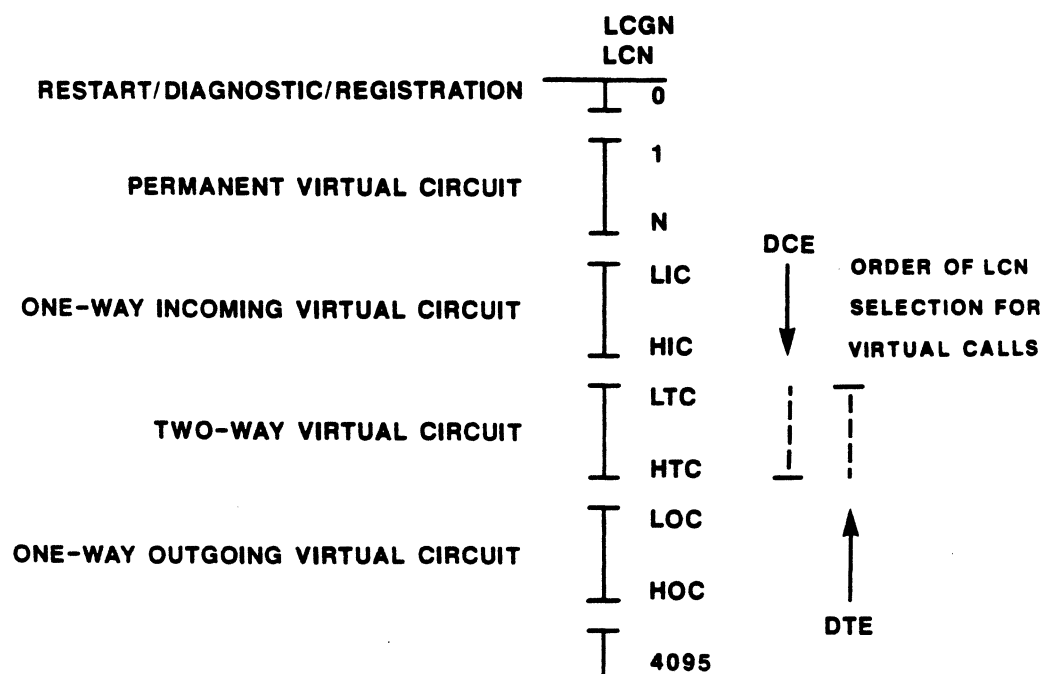 LCGN
LCN
RESTART/DIAGNOSTIC/REGISTRATION
0
1
PERMANENT VIRTUAL CIRCUIT
N
DCE
ORDER OF LCN
SELECTION FOR
VIRTUAL CALLS
LIC
ONE-WAY INCOMING VIRTUAL CIRCUIT
HIC
LTC
TWO-WAY VIRTUAL CIRCUIT
HTC
LOC
ONE-WAY OUTGOING VIRTUAL CIRCUIT
HOC
DTE
4095